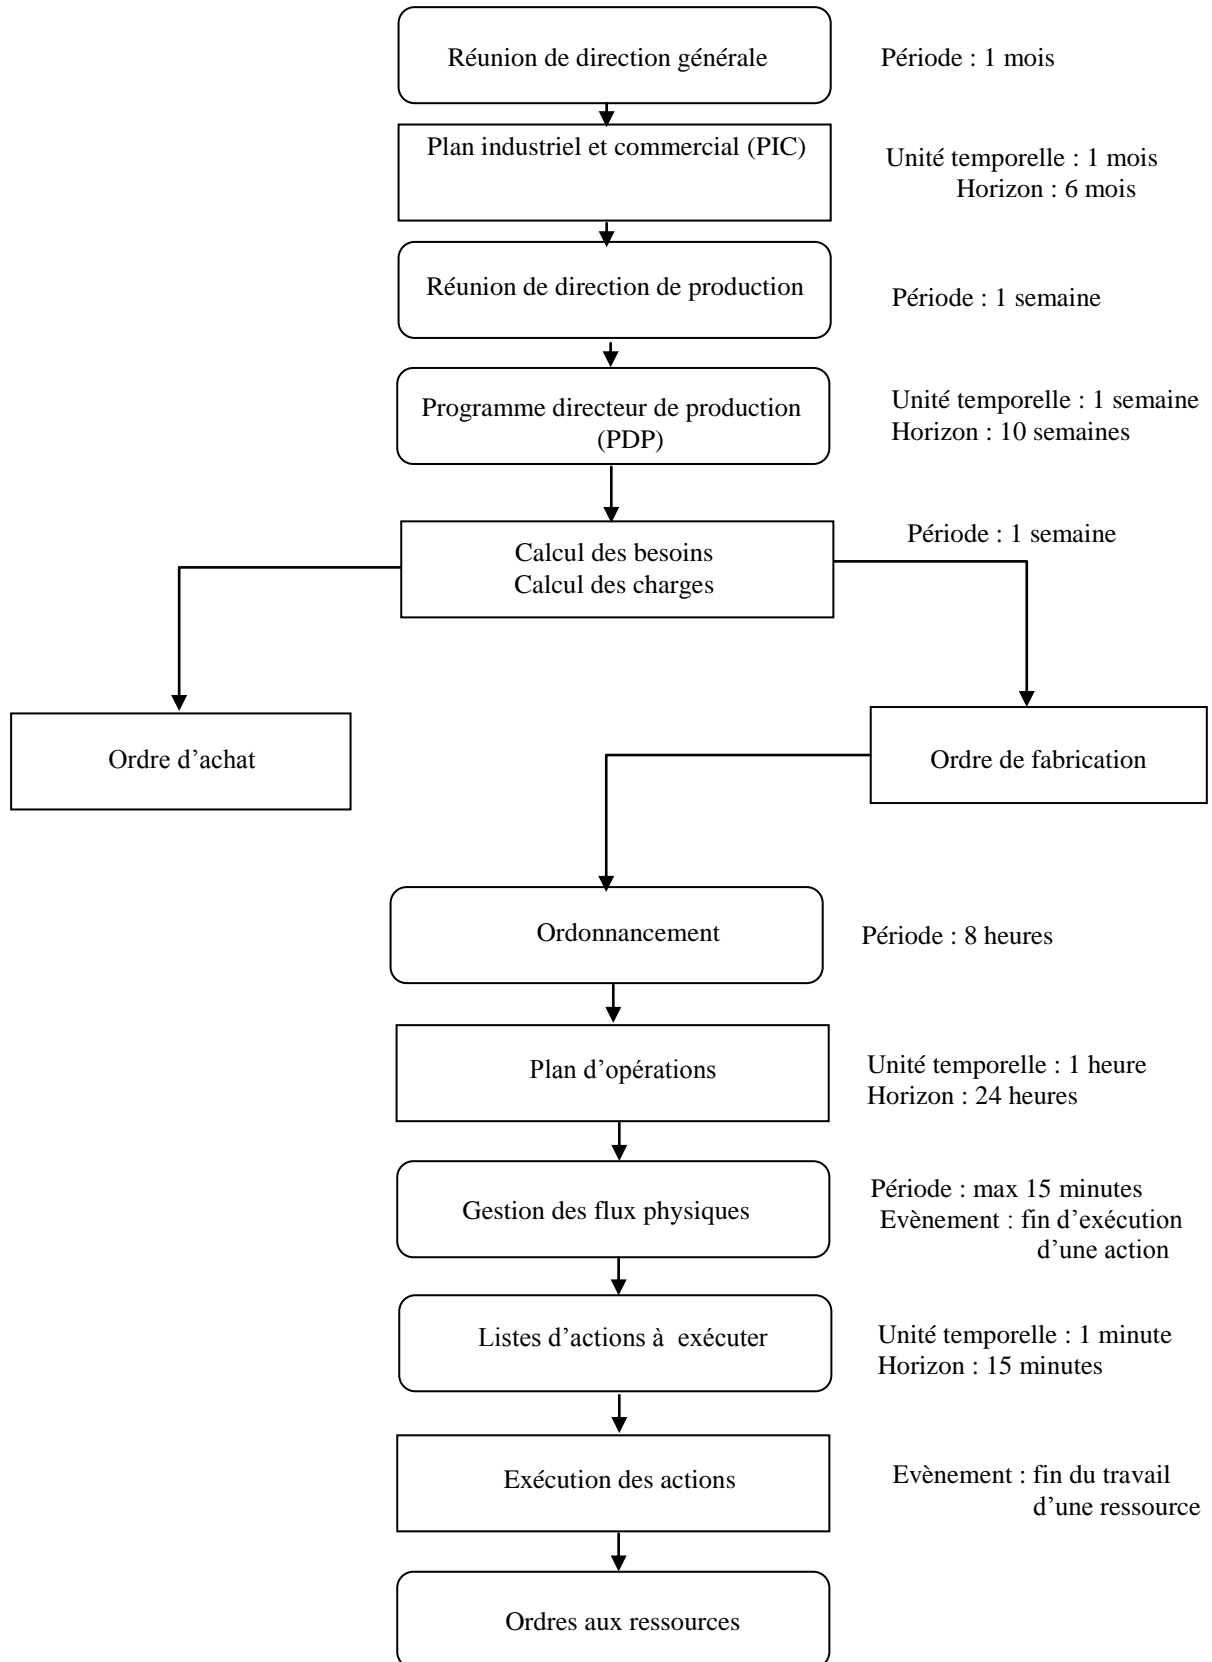 Réunion de direction générale
Période : 1 mois
Plan industriel et commercial (PIC)
Unité temporelle : 1 mois
Horizon : 6 mois
Réunion de direction de production
Période : 1 semaine
Programme directeur de production
(PDP)
Unité temporelle : 1 semaine
Horizon : 10 semaines
Calcul des besoins
Calcul des charges
Période : 1 semaine
Ordre d’achat
Ordre de fabrication
Ordonnancement
Période : 8 heures
Plan d’opérations
Unité temporelle : 1 heure
Horizon : 24 heures
Gestion des flux physiques
Période : max 15 minutes
Evènement : fin d’exécution
d’une action
Listes d’actions à exécuter
Unité temporelle : 1 minute
Horizon : 15 minutes
Exécution des actions
Evènement : fin du travail
d’une ressource
Ordres aux ressources